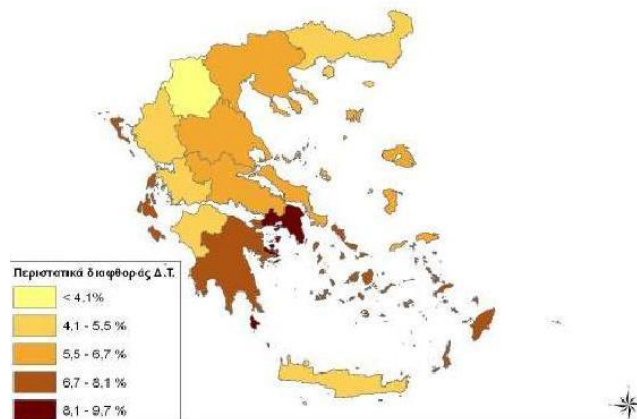 Περιστατικά διαφθοράς Δ.Τ.
< 4,1%
4,1 - 5,5 %
5,5 - 6,7 %
6,7 - 8,1 %
8,1 - 9,7 %